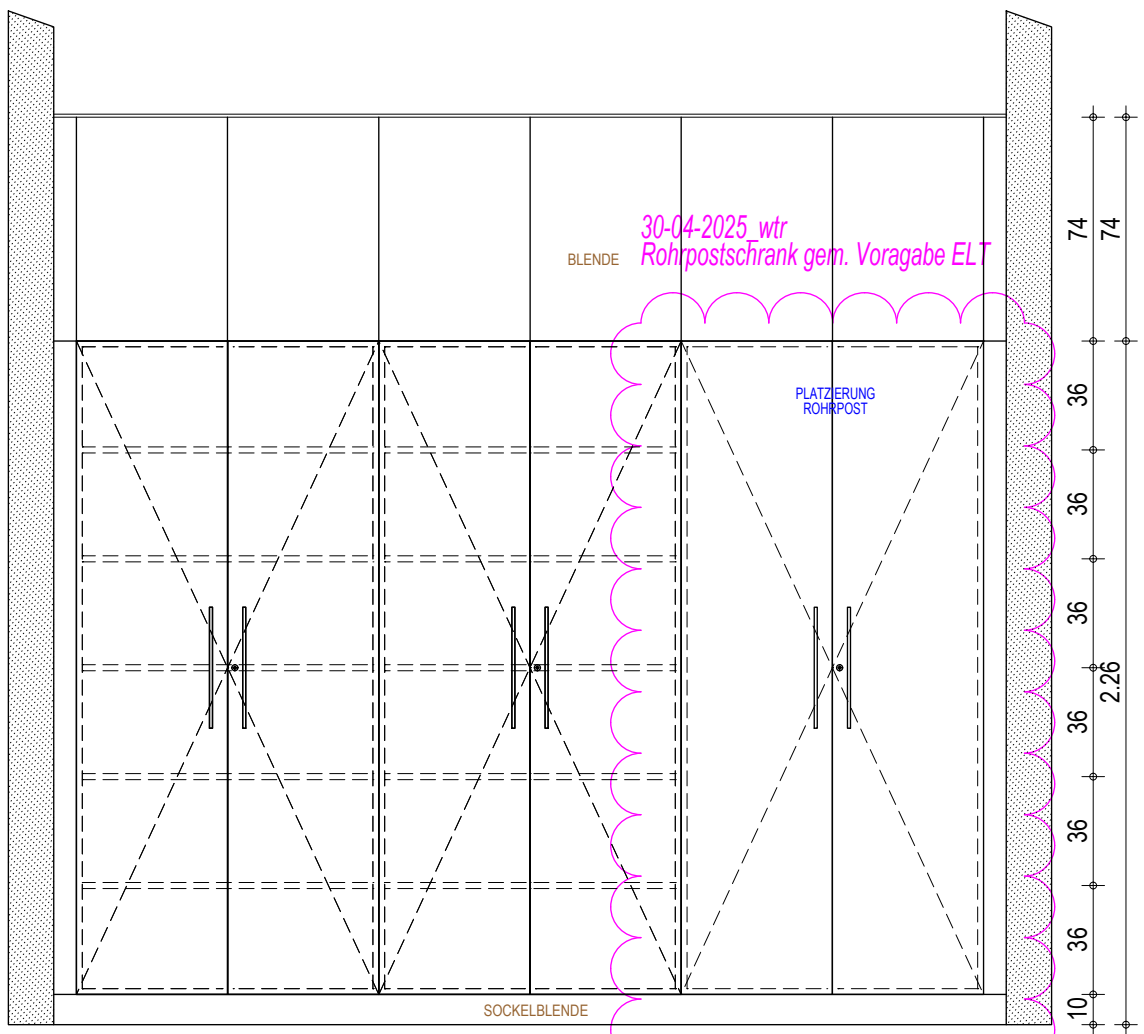 30-04-2025_wtr
Rohrpostschrank gem. Voragabe ELT
BLENDE
PLATZIERUNG
ROHRPOST
SOCKELBLENDE
74
74
36
36
36
36
36
36
2.26
10